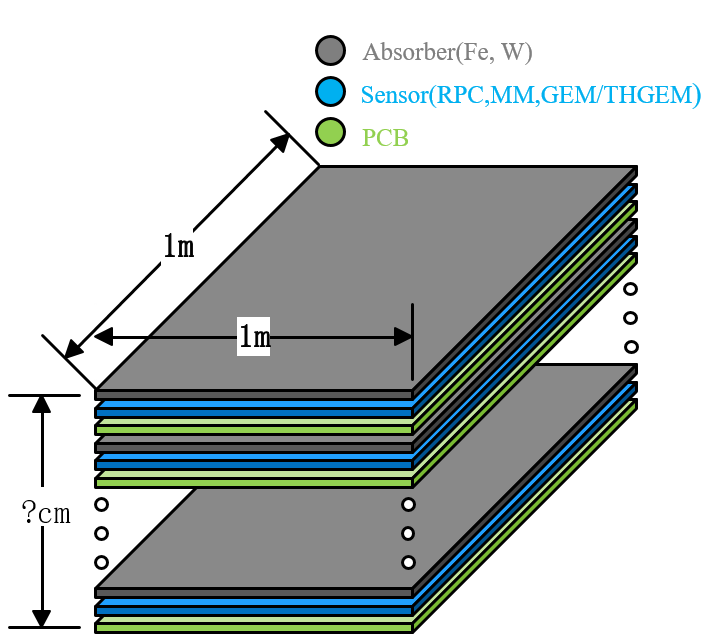 Absorber(Fe, W)
Sensor(RPC,MM,GEM/THGEM)
PCB
1m
1m
?cm